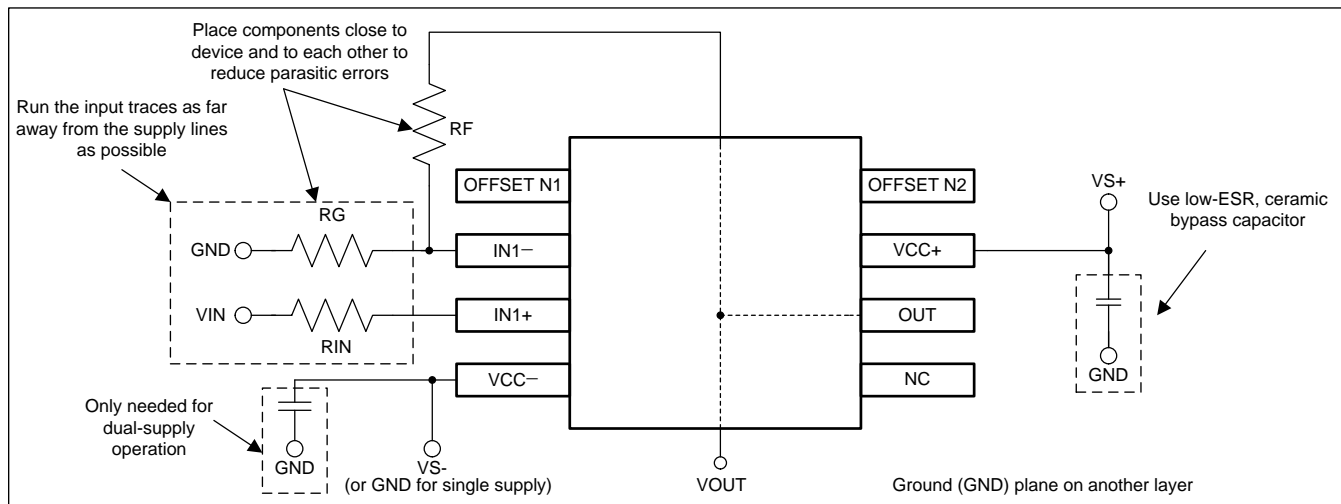 Place components close to
device and to each other to
reduce parasitic errors
Run the input traces as far
away from the supply lines
as possible
RF
OFFSET N1
OFFSET N2
VS+
Use low-ESR, ceramic
bypass capacitor
RG
GND
IN1−
VCC+
VIN
IN1+
OUT
RIN
GND
VCC−
NC
Only needed for
dual-supply
operation
GND
VS-
(or GND for single supply)
VOUT
Ground (GND) plane on another layer